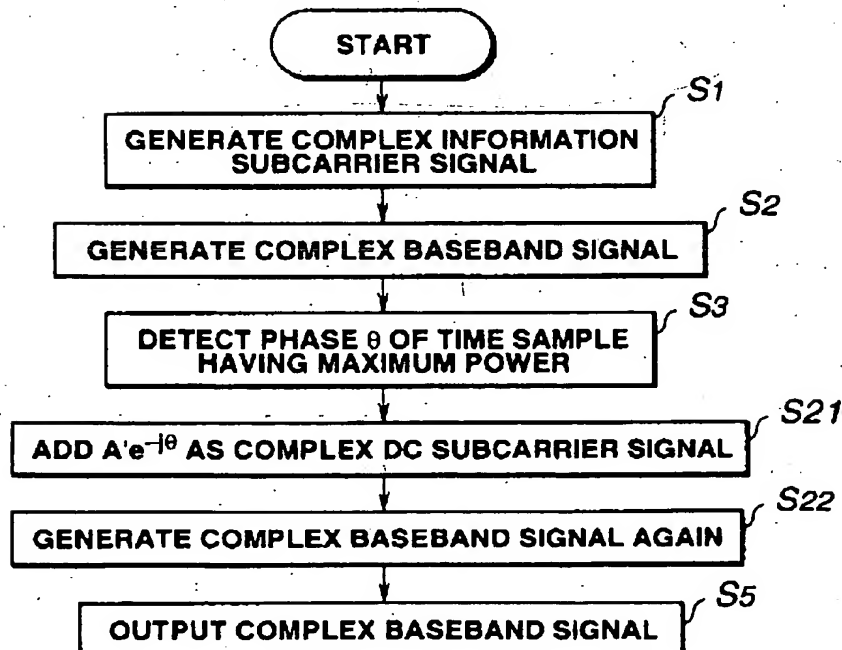 START
S1
GENERATE COMPLEX INFORMATION
SUBCARRIER SIGNAL
S2
GENERATE COMPLEX BASEBAND SIGNAL
S3
DETECT PHASE θ OF TIME SAMPLE
HAVING MAXIMUM POWER
S21
ADD A'e⁻ʲᶿ AS COMPLEX DC SUBCARRIER SIGNAL
S22
GENERATE COMPLEX BASEBAND SIGNAL AGAIN
S5
OUTPUT COMPLEX BASEBAND SIGNAL